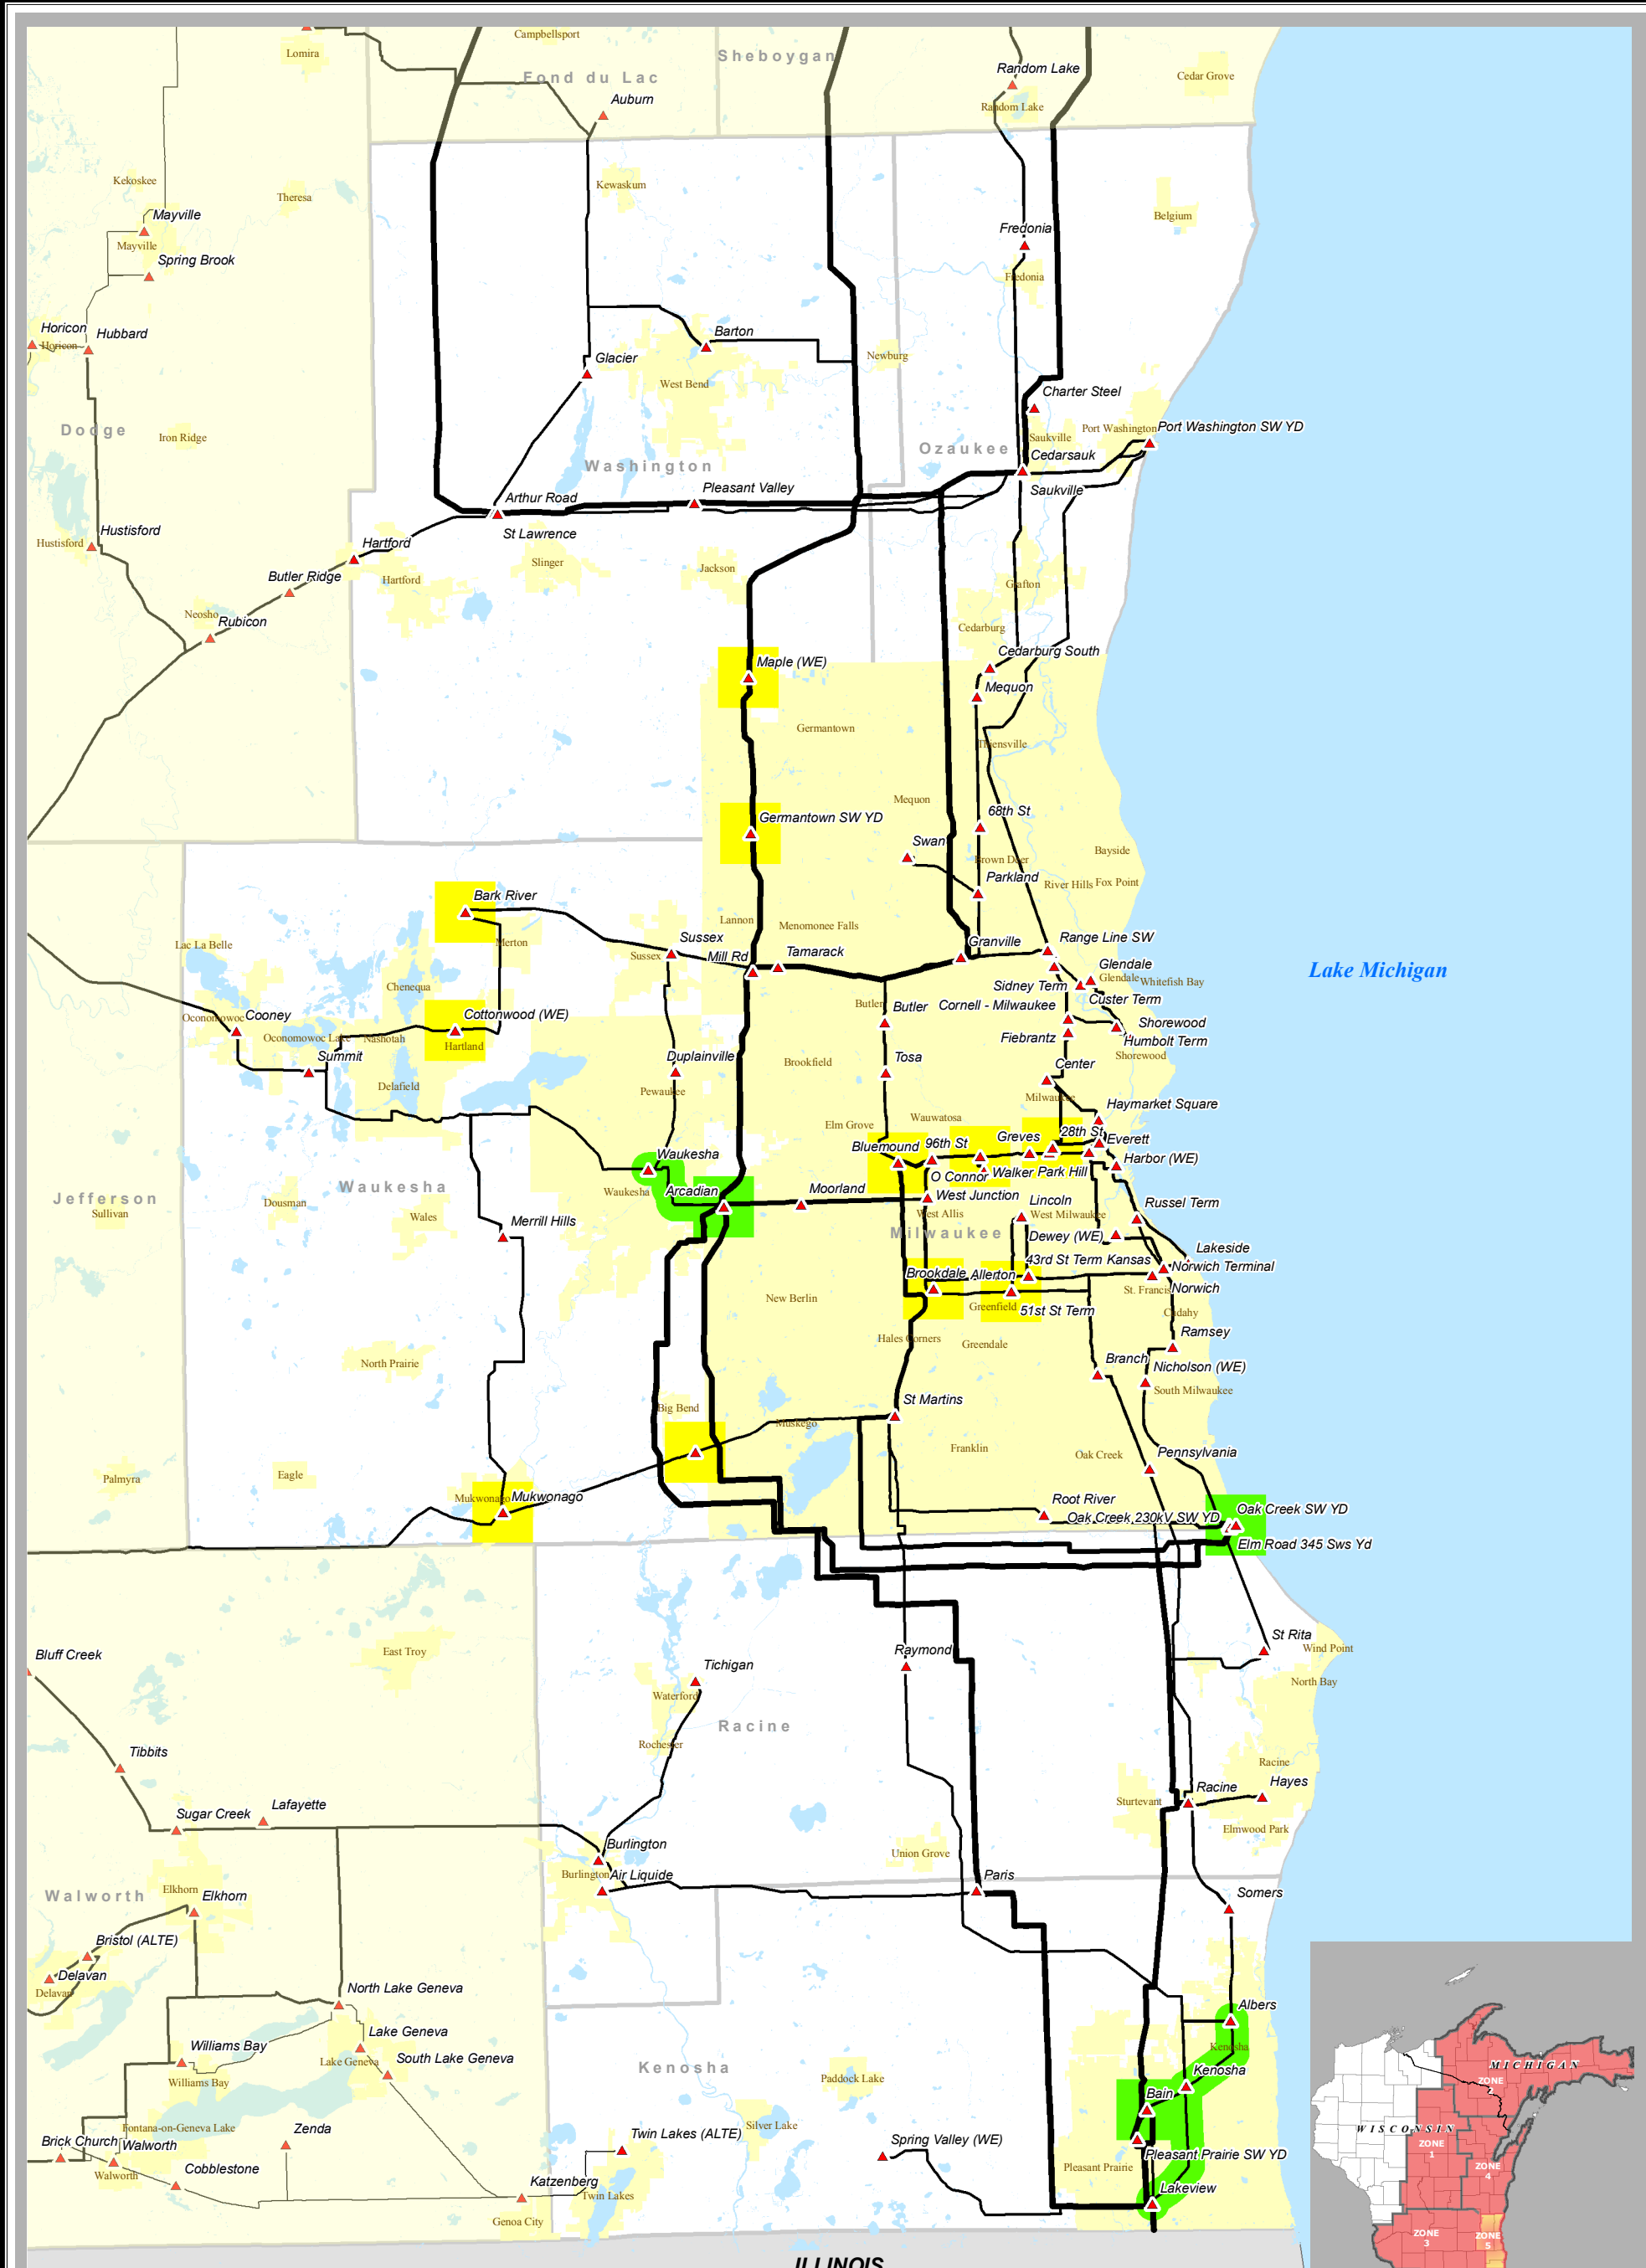 Campbellsport
Sheboygan
Lomira
Fond du Lac
Random Lake
Cedar Grove
Auburn
Random Lake
Kekoskee
Kewaskum
Theresa
Mayville
Belgium
Mayville
Fredonia
Spring Brook
Fredonia
Horicon
Hubbard
Horicon
Barton
Newburg
Glacier
West Bend
Charter Steel
Dodge
Iron Ridge
Port Washington
Port Washington SW YD
Saukville
Ozaukee
Cedarsauk
Washington
Pleasant Valley
Saukville
Arthur Road
St Lawrence
Hustisford
Hustisford
Hartford
Slinger
Jackson
Butler Ridge
Hartford
Grafton
Neosho
Rubicon
Cedarburg
Cedarburg South
Maple (WE)
Mequon
Germantown
Thiensville
Mequon
68th St
Germantown SW YD
Swan
Brown Deer
Bayside
Parkland
River Hills
Fox Point
Bark River
Lannon
Menomonee Falls
Lac La Belle
Merton
Sussex
Granville
Range Line SW
Sussex
Mill Rd
Tamarack
Glendale
Lake Michigan
Glendale
Whitefish Bay
Chenequa
Sidney Term
Custer Term
Butler
Butler
Cornell - Milwaukee
Oconomowoc
Cooney
Cottonwood (WE)
Shorewood
Oconomowoc Lake
Nashotah
Hartland
Fiebrantz
Humbolt Term
Summit
Duplainville
Brookfield
Tosa
Shorewood
Center
Delafield
Pewaukee
Milwaukee
Haymarket Square
Wauwatosa
Elm Grove
Greves
28th St
Everett
Bluemound
96th St
Waukesha
Harbor (WE)
O Connor
Walker
Park Hill
Waukesha
Waukesha
Arcadian
Moorland
West Junction
Jefferson
Sullivan
Dousman
Wales
Lincoln
Russel Term
West Allis
West Milwaukee
Merrill Hills
Milwaukee
Dewey (WE)
Lakeside
43rd St Term
Kansas
Norwich Terminal
Brookdale
Allerton
St. Francis
Norwich
New Berlin
Greenfield
51st St Term
Cudahy
Hales Corners
Greendale
Ramsey
North Prairie
Branch
Nicholson (WE)
South Milwaukee
Big Bend
St Martins
Muskego
Franklin
Oak Creek
Pennsylvania
Palmyra
Eagle
Mukwonago
Mukwonago
Root River
Oak Creek SW YD
Oak Creek 230kV SW YD
Elm Road 345 Sws Yd
Bluff Creek
East Troy
St Rita
Wind Point
Raymond
Tichigan
North Bay
Waterford
Racine
Rochester
Tibbits
Racine
Racine
Hayes
Sturtevant
Sugar Creek
Lafayette
Elmwood Park
Burlington
Union Grove
Burlington
Air Liquide
Paris
Walworth
Elkhorn
Elkhorn
Somers
Bristol (ALTE)
Delavan
Delavan
North Lake Geneva
Albers
Lake Geneva
Williams Bay
Lake Geneva
South Lake Geneva
Kenosha
Kenosha
Kenosha
Williams Bay
Paddock Lake
MICHIGAN
ZONE
2
Bain
Fontana-on-Geneva Lake
Silver Lake
WISCONSIN
Zenda
Twin Lakes (ALTE)
Brick Church
Walworth
Spring Valley (WE)
ZONE
1
Pleasant Prairie SW YD
Walworth
Cobblestone
Pleasant Prairie
ZONE
4
Katzenberg
Twin Lakes
Lakeview
Genoa City
ZONE
3
ZONE
5
ILLINOIS